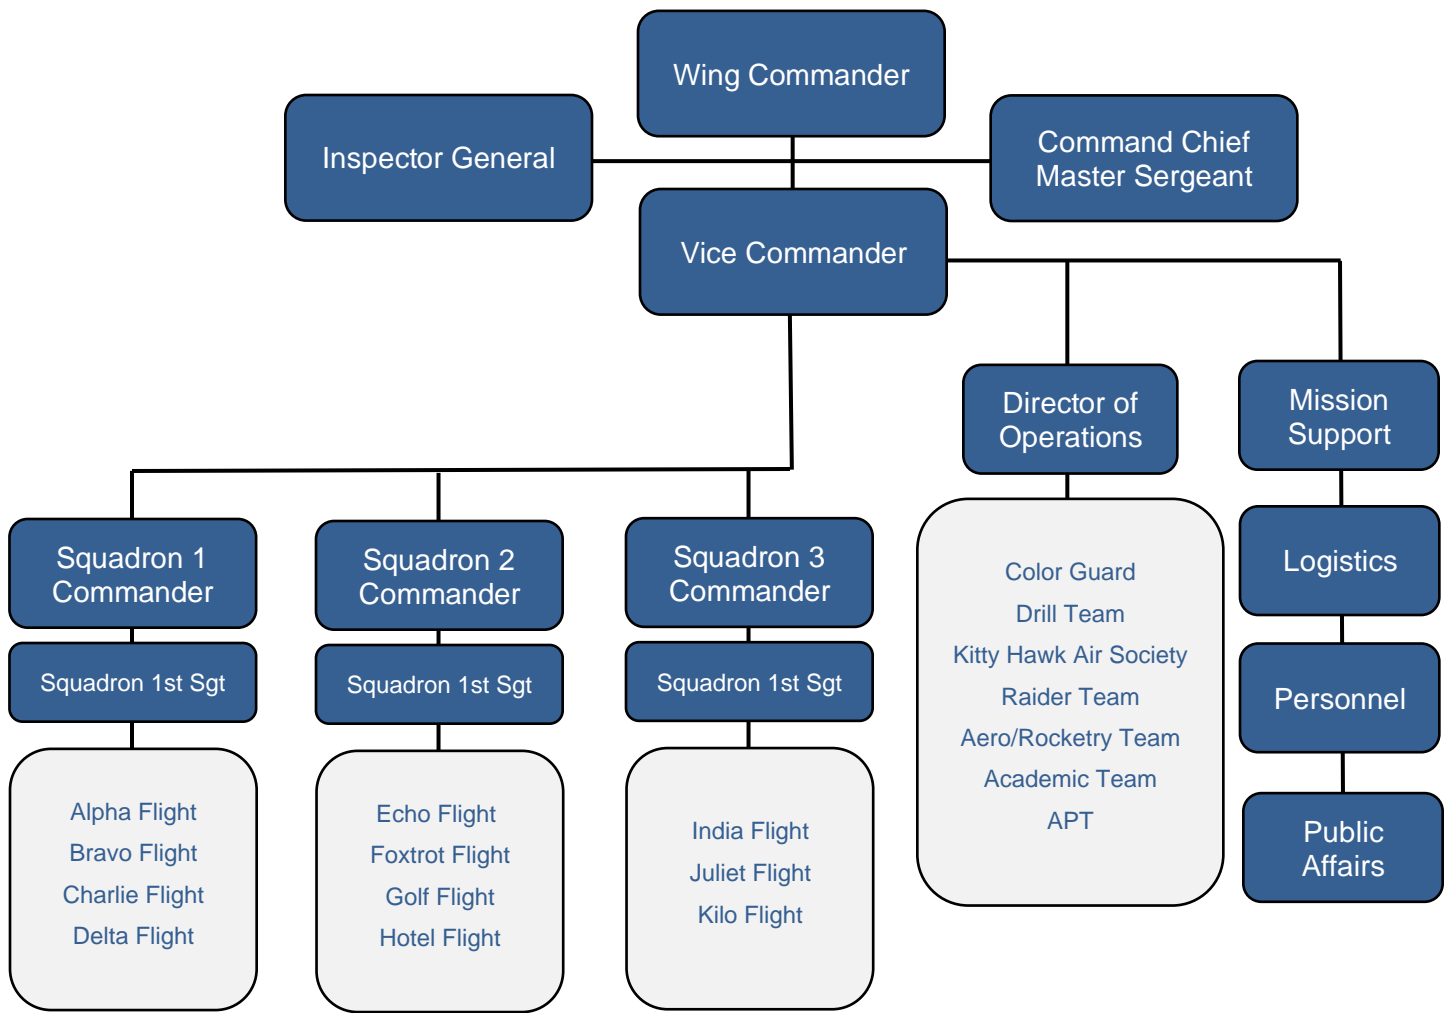 Wing Commander
Inspector General
Command Chief
Master Sergeant
Vice Commander
Director of
Operations
Mission
Support
Squadron 1
Commander
Squadron 2
Commander
Squadron 3
Commander
Squadron 1st Sgt
Squadron 1st Sgt
Squadron 1st Sgt
Alpha Flight
Bravo Flight
Charlie Flight
Delta Flight
Echo Flight
Foxtrot Flight
Golf Flight
Hotel Flight
India Flight
Juliet Flight
Kilo Flight
Color Guard
Drill Team
Kitty Hawk Air Society
Raider Team
Aero/Rocketry Team
Academic Team
APT
Logistics
Personnel
Public
Affairs